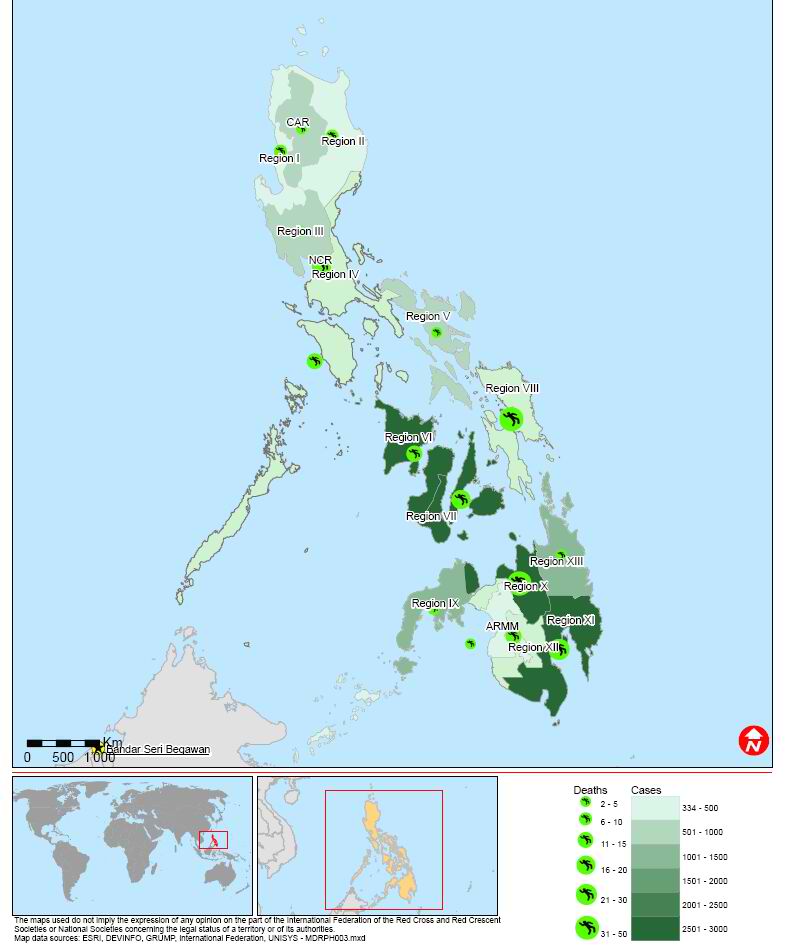 CAR
Region II
Region I
Region III
NCR
Region IV
Region V
Region VIII
Region VI
Region VII
Region XIII
Region X
Region IX
Region XI
ARMM
Region XII
Km
0 500 1 000
Bandar Seri Begawan
N
Deaths Cases
2 - 5 334 - 500
6 - 10 501 - 1000
11 - 15 1001 - 1500
16 - 20 1501 - 2000
21 - 30 2001 - 2500
31 - 50 2501 - 3000
The maps used do not imply the expression of any opinion on the part of the International Federation of the Red Cross and Red Crescent
Societies or National Societies concerning the legal status of a territory or of its authorities.
Map data sources: ESRI, DEVINFO, GRUMP, International Federation, UNISYS - MDRPH003.mxd